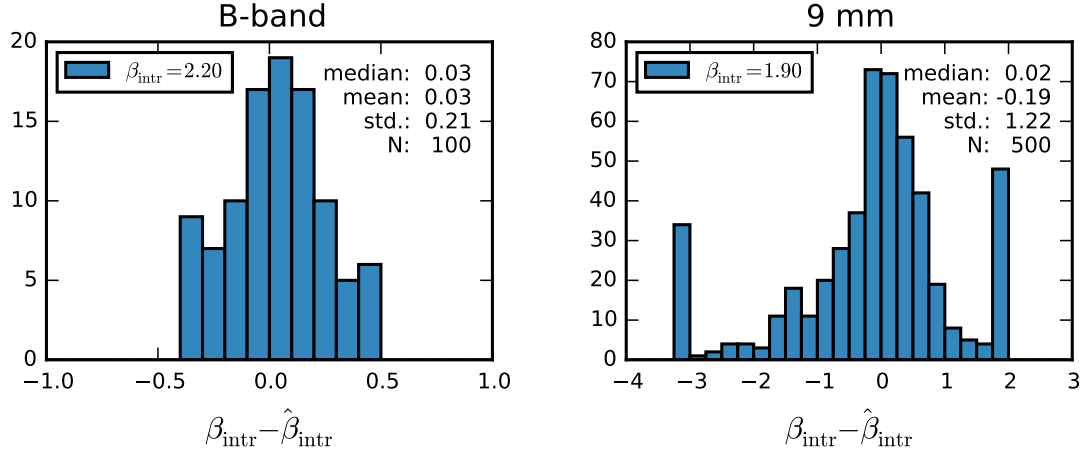 B-band
20
15
10
5
0
β_intr=2.20
median: 0.03
mean: 0.03
std.: 0.21
N: 100
−1.0 −0.5 0.0 0.5 1.0
β_intr−β̂_intr
9 mm
80
70
60
50
40
30
20
10
0
β_intr=1.90
median: 0.02
mean: -0.19
std.: 1.22
N: 500
−4 −3 −2 −1 0 1 2 3
β_intr−β̂_intr